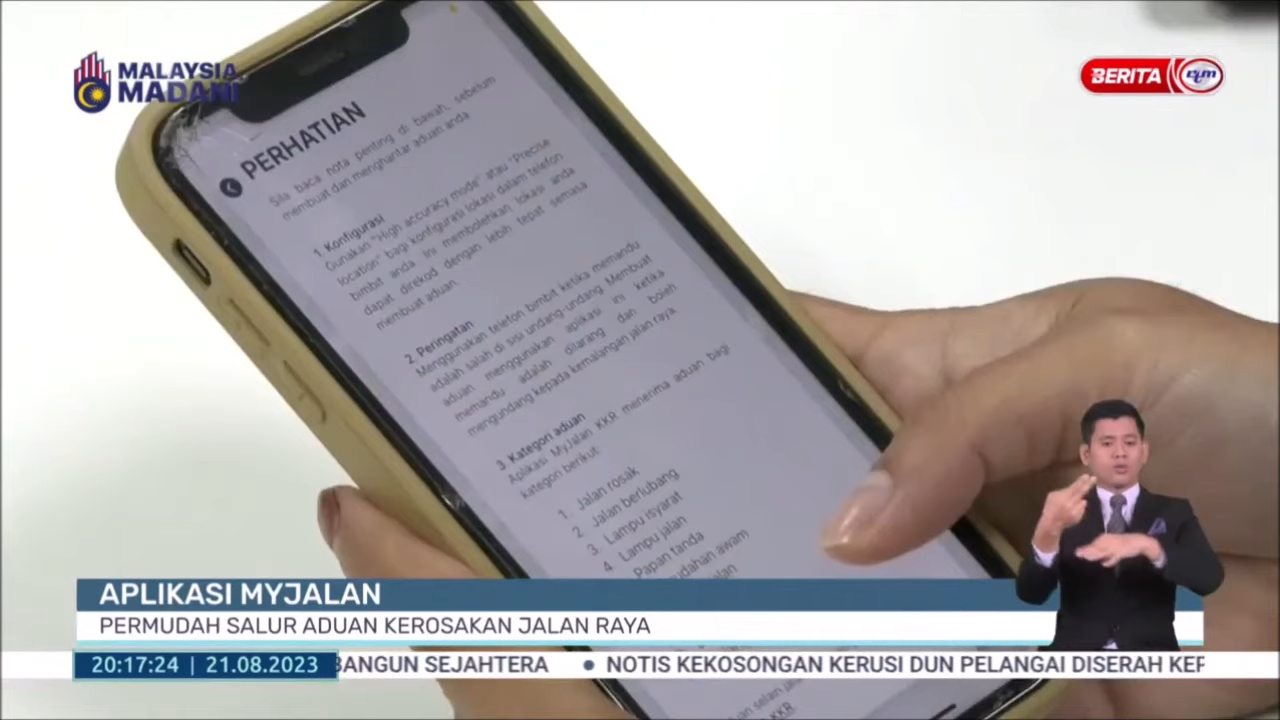 MALAYSIA
MADANI
BERITA rtm
PERHATIAN
Sila baca nota penting di bawah, sebelum
membuat dan menghantar aduan anda.
1. Konfigurasi
Gunakan "High accuracy mode" atau "Precise
location" bagi konfigurasi lokasi dalam telefon
bimbit anda. Ini membolehkan lokasi anda
dapat direkod dengan lebih tepat semasa
membuat aduan.
2. Peringatan
Menggunakan telefon bimbit ketika memandu
adalah salah di sisi undang-undang. Membuat
aduan menggunakan aplikasi ini ketika
memandu adalah dilarang dan boleh
mengundang kepada kemalangan jalan raya.
3. Kategori aduan
Aplikasi MyJalan KKR menerima aduan bagi
kategori berikut:
1. Jalan rosak
2. Jalan berlubang
3. Lampu isyarat
4. Lampu jalan
Papan tanda
awam
APLIKASI MYJALAN
PERMUDAH SALUR ADUAN KEROSAKAN JALAN RAYA
20:17:24 | 21.08.2023 BANGUN SEJAHTERA • NOTIS KEKOSONGAN KERUSI DUN PELANGAI DISERAH
KKR